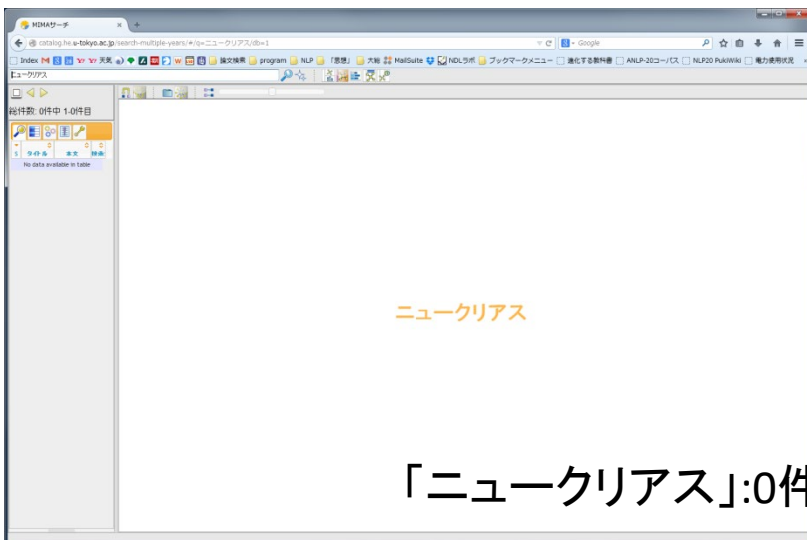 MIMAサーチ
catalog.he.u-tokyo.ac.jp/search-multiple-years/#/q=ニュークリアス/db=1
Google
Index 天気 論文検索 program NLP 「思想」 大総 MailSuite NDLラボ ブックマークメニュー 進化する教科書 ANLP-20コーパス NLP20 PukiWiki 電力使用状況
ニュークリアス
総件数: 0件中 1-0件目
S タイトル 本文 検索
No data available in table
ニュークリアス
「ニュークリアス」:0件